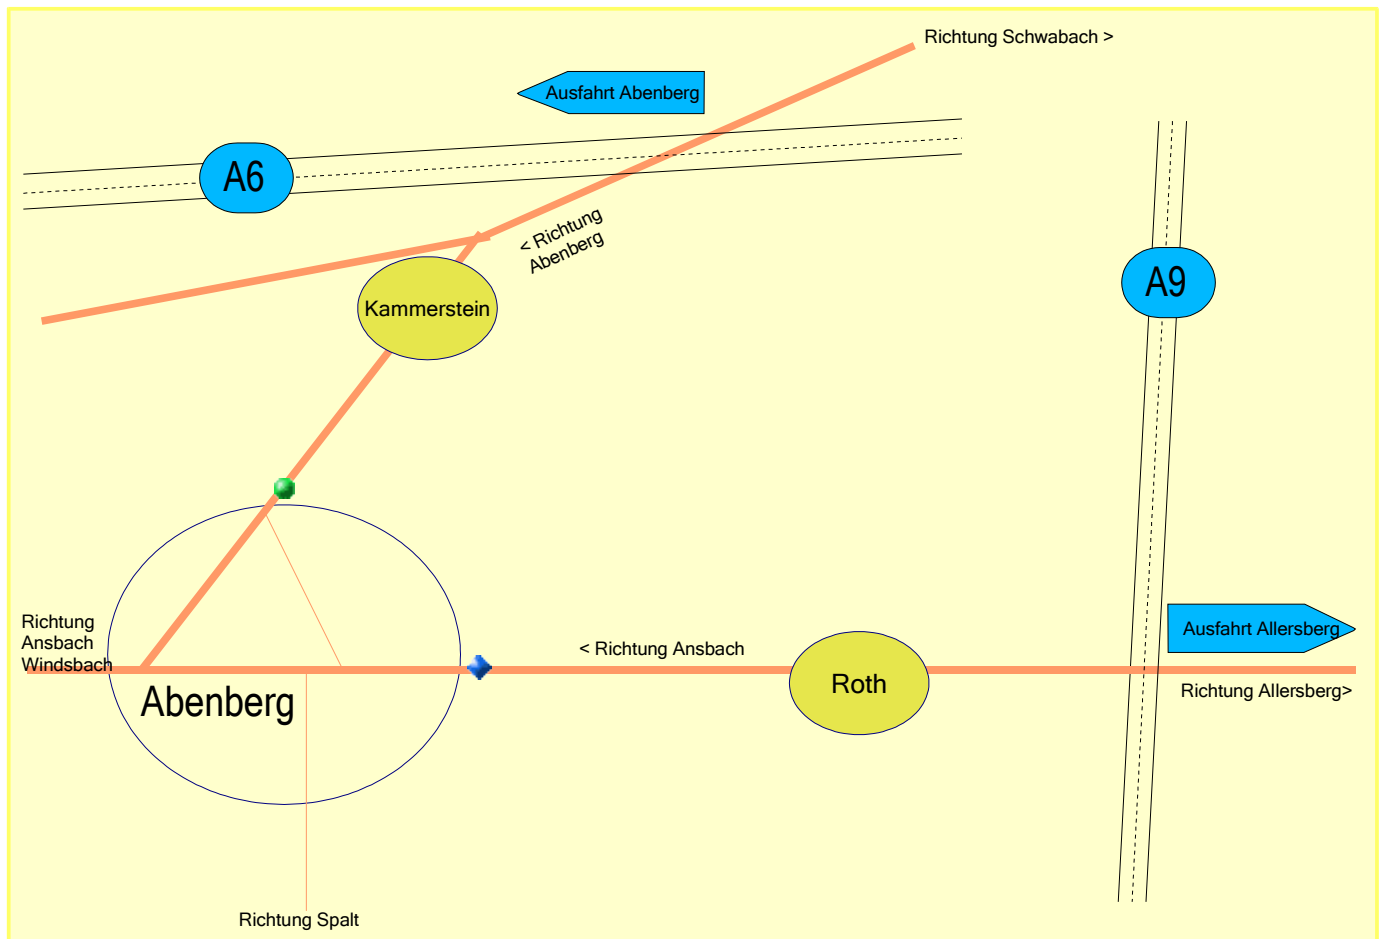 Richtung Schwabach >
Ausfahrt Abenberg
A6
< Richtung
Abenberg
A9
Kammerstein
Richtung
Ansbach
Windsbach
Ausfahrt Allersberg
< Richtung Ansbach
Roth
Richtung Allersberg>
Abenberg
Richtung Spalt